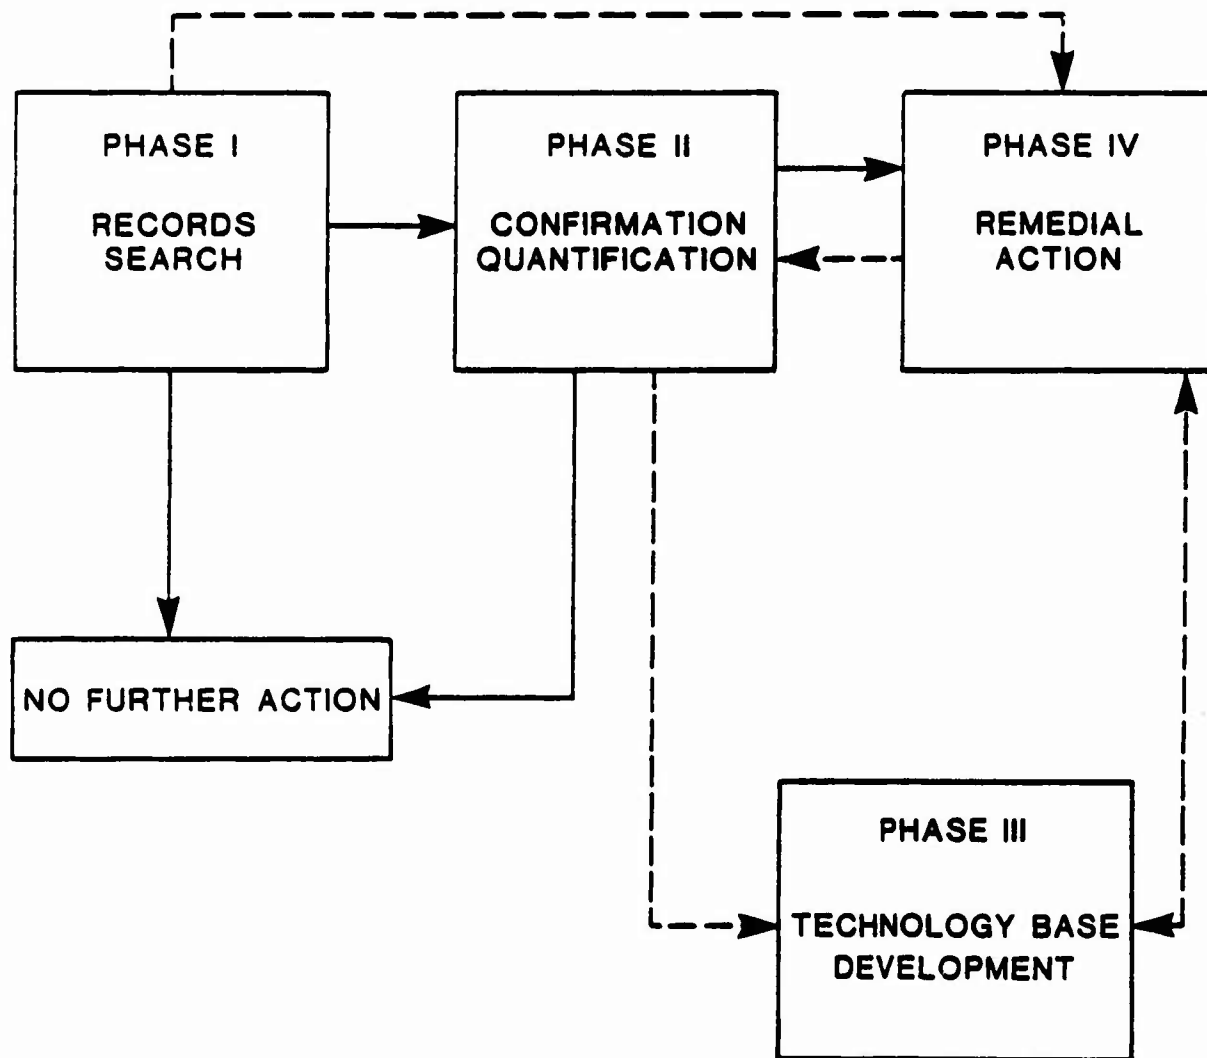 PHASE I
RECORDS
SEARCH
PHASE II
CONFIRMATION
QUANTIFICATION
PHASE IV
REMEDIAL
ACTION
NO FURTHER ACTION
PHASE III
TECHNOLOGY BASE
DEVELOPMENT